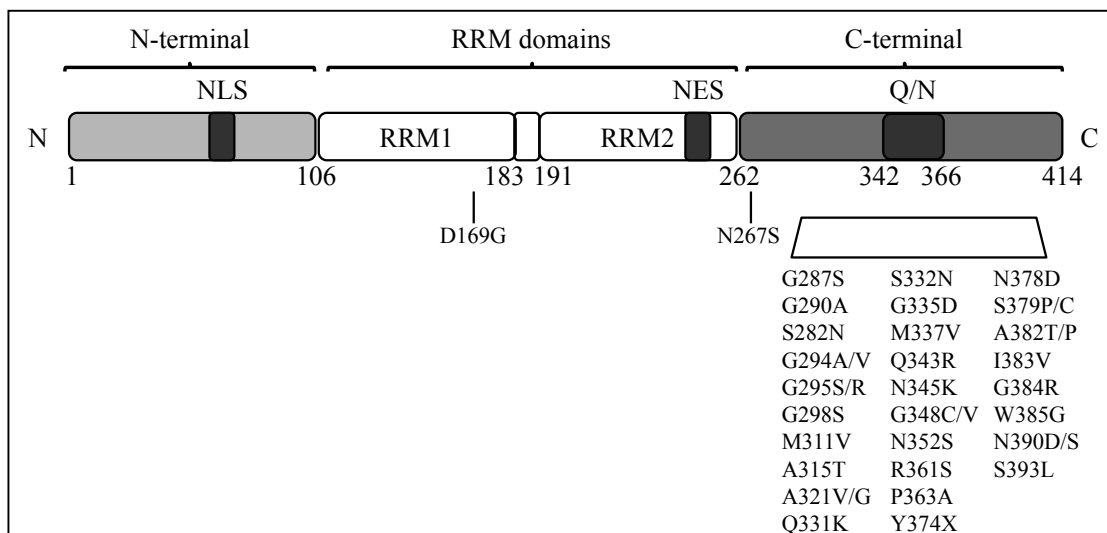 N-terminal RRM domains C-terminal
NLS NES Q/N
N RRM1 RRM2 C
1 106 183 191 262 342 366 414
D169G N267S
G287S S332N N378D
G290A G335D S379P/C
S282N M337V A382T/P
G294A/V Q343R I383V
G295S/R N345K G384R
G298S G348C/V W385G
M311V N352S N390D/S
A315T R361S S393L
A321V/G P363A
Q331K Y374X